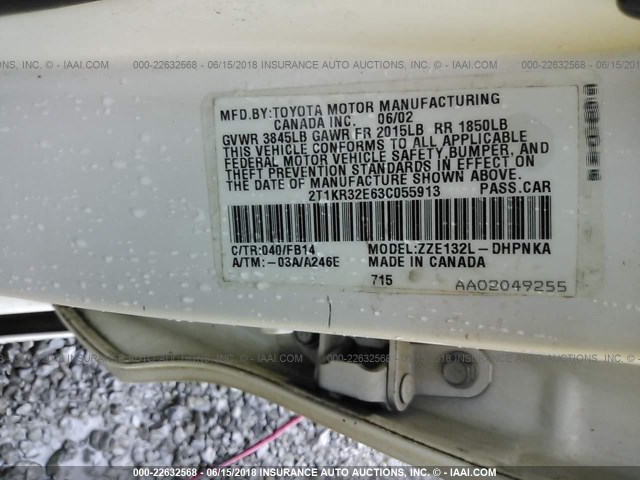 000-22632568 - 06/15/2018 INSURANCE AUTO AUCTIONS, INC. - © - IAAI.COM
MFD.BY:TOYOTA MOTOR MANUFACTURING
CANADA INC. 06/02
GVWR 3845LB GAWR FR 2015LB RR 1850LB
THIS VEHICLE CONFORMS TO ALL APPLICABLE
FEDERAL MOTOR VEHICLE SAFETY BUMPER, AND
THEFT PREVENTION STANDARDS IN EFFECT ON
THE DATE OF MANUFACTURE SHOWN ABOVE.
2T1KR32E63C055913 PASS.CAR
C/TR:040/FB14 MODEL:ZZE132L-DHPNKA
A/TM:-03A/A246E MADE IN CANADA
715 AA02049255
000-22632568 - 06/15/2018 INSURANCE AUTO AUCTIONS, INC. - © - IAAI.COM
000-22632568 - 06/15/2018 INSURANCE AUTO AUCTIONS, INC. - © - IAAI.COM